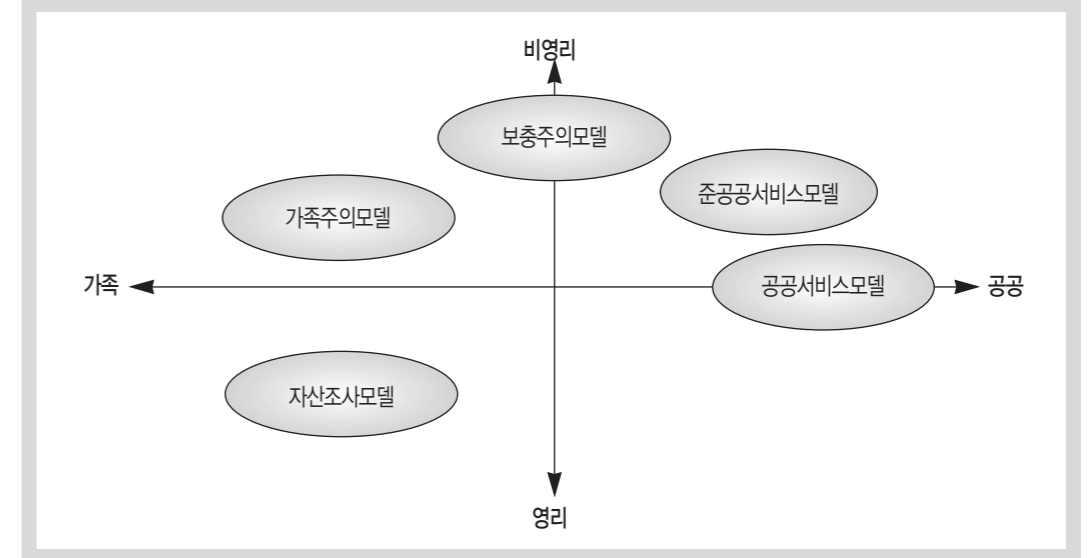 비영리
보충주의모델
준공공서비스모델
가족주의모델
가족
공공서비스모델
공공
자산조사모델
영리